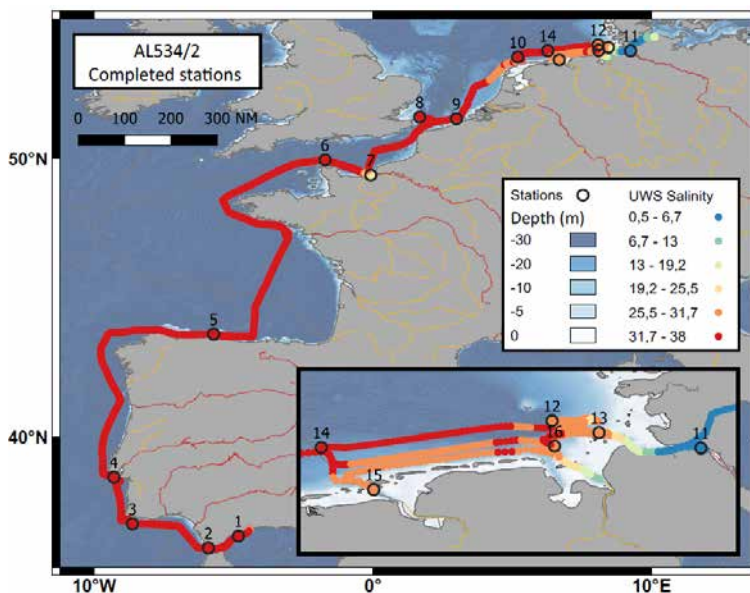 AL534/2
Completed stations
0 100 200 300 NM
50°N
40°N
10°W
0°
10°E
1
2
3
4
5
6
7
8
9
10
14
12
11
Stations
UWS Salinity
Depth (m)
-30
-20
-10
-5
0
0,5 - 6,7
6,7 - 13
13 - 19,2
19,2 - 25,5
25,5 - 31,7
31,7 - 38
12
13
14
16
11
15